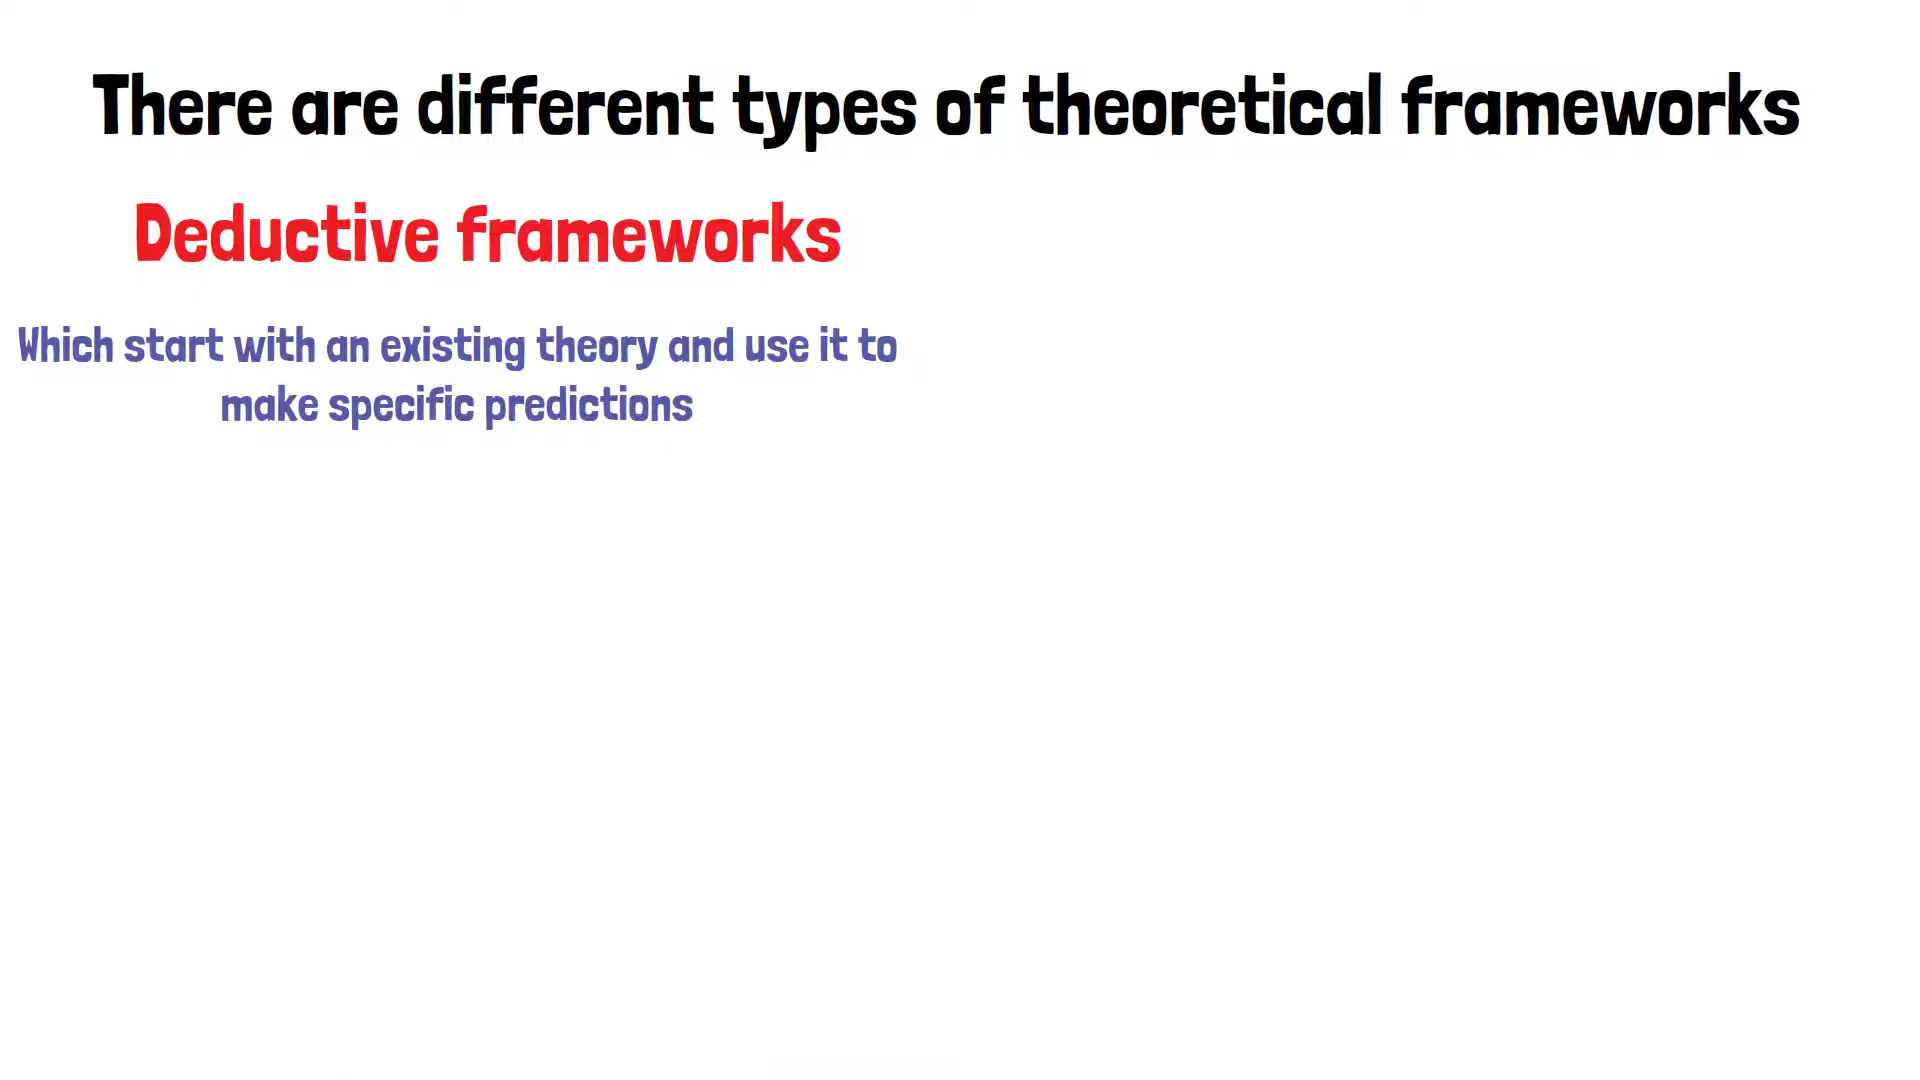 There are different types of theoretical frameworks
Deductive frameworks
Which start with an existing theory and use it to
make specific predictions